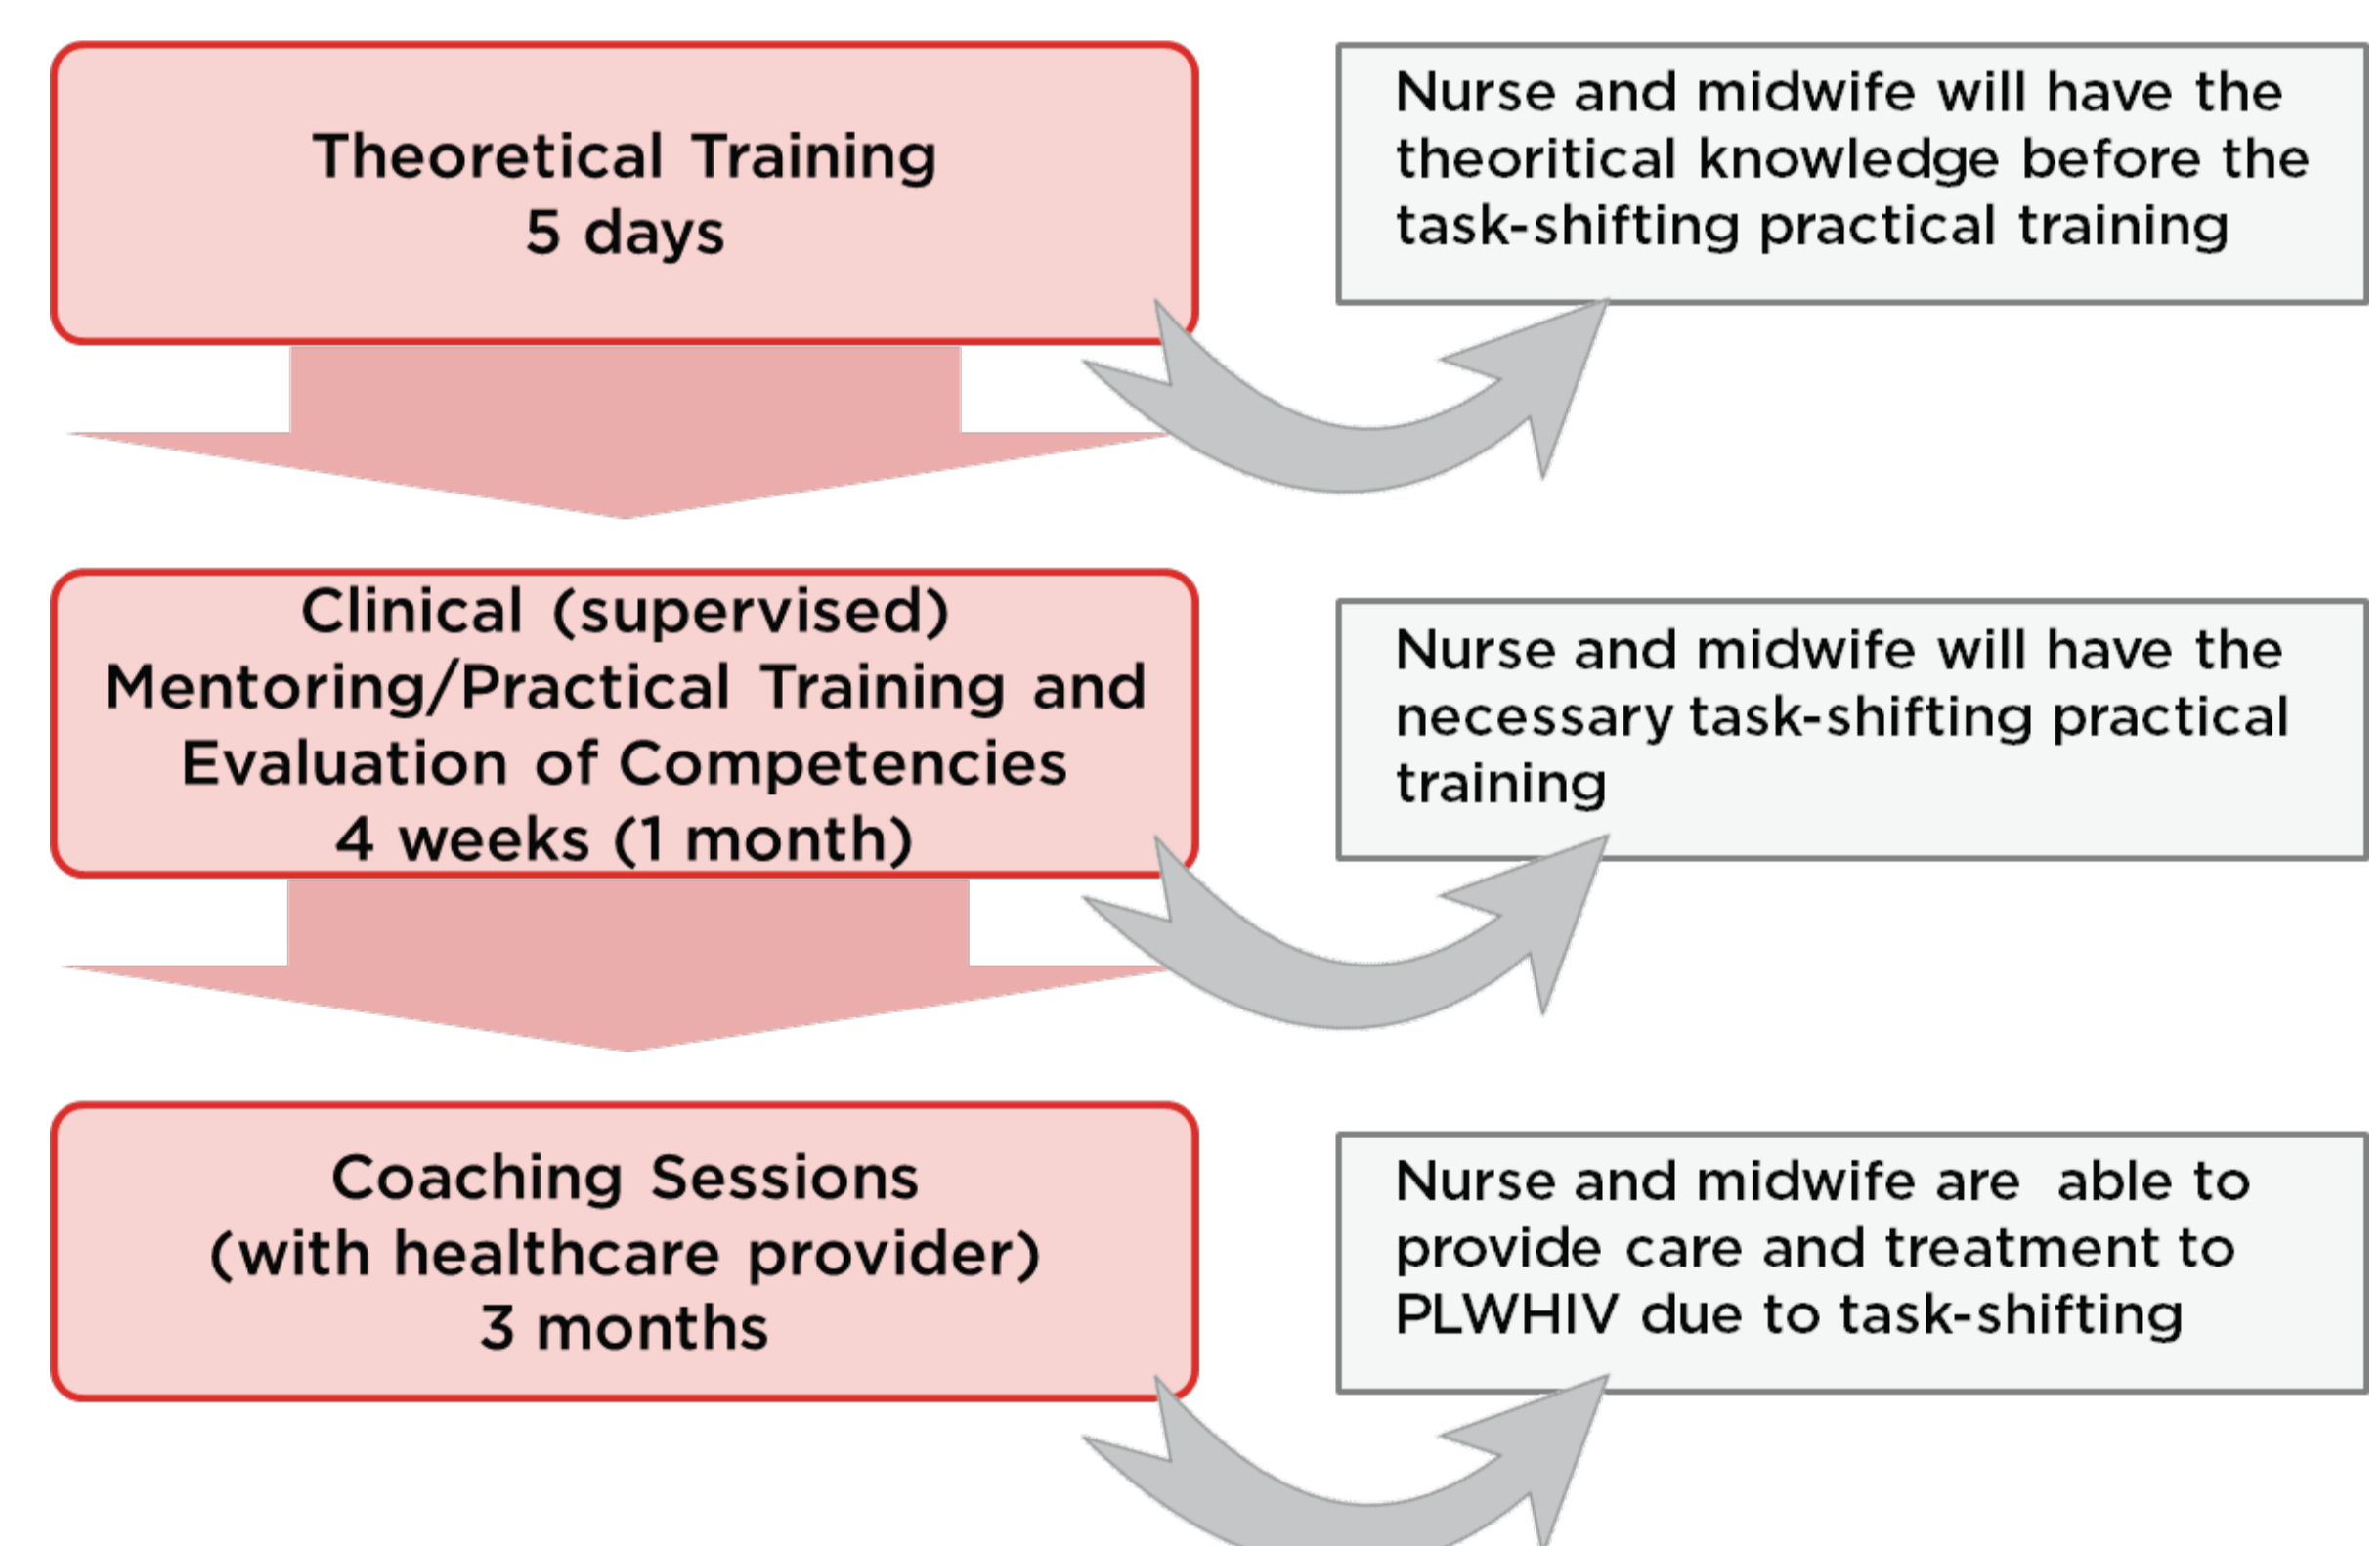 Theoretical Training
5 days
Nurse and midwife will have the
theoritical knowledge before the
task-shifting practical training
Clinical (supervised)
Mentoring/Practical Training and
Evaluation of Competencies
4 weeks (1 month)
Nurse and midwife will have the
necessary task-shifting practical
training
Coaching Sessions
(with healthcare provider)
3 months
Nurse and midwife are able to
provide care and treatment to
PLWHIV due to task-shifting